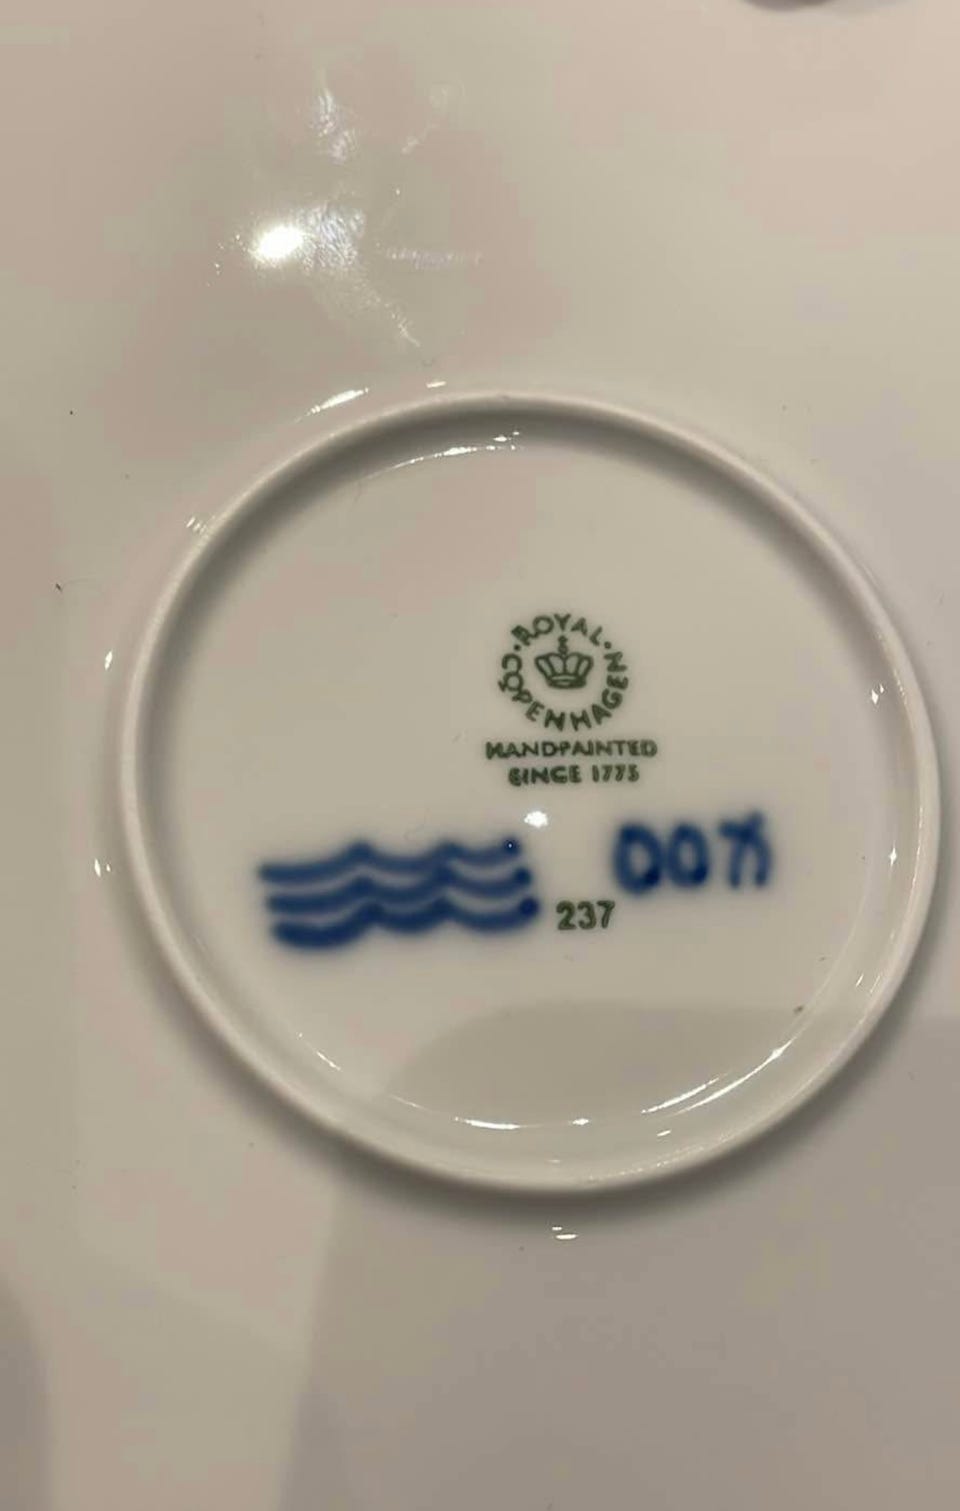 ROYAL · COPENHAGEN ·
HANDPAINTED
SINCE 1775
237